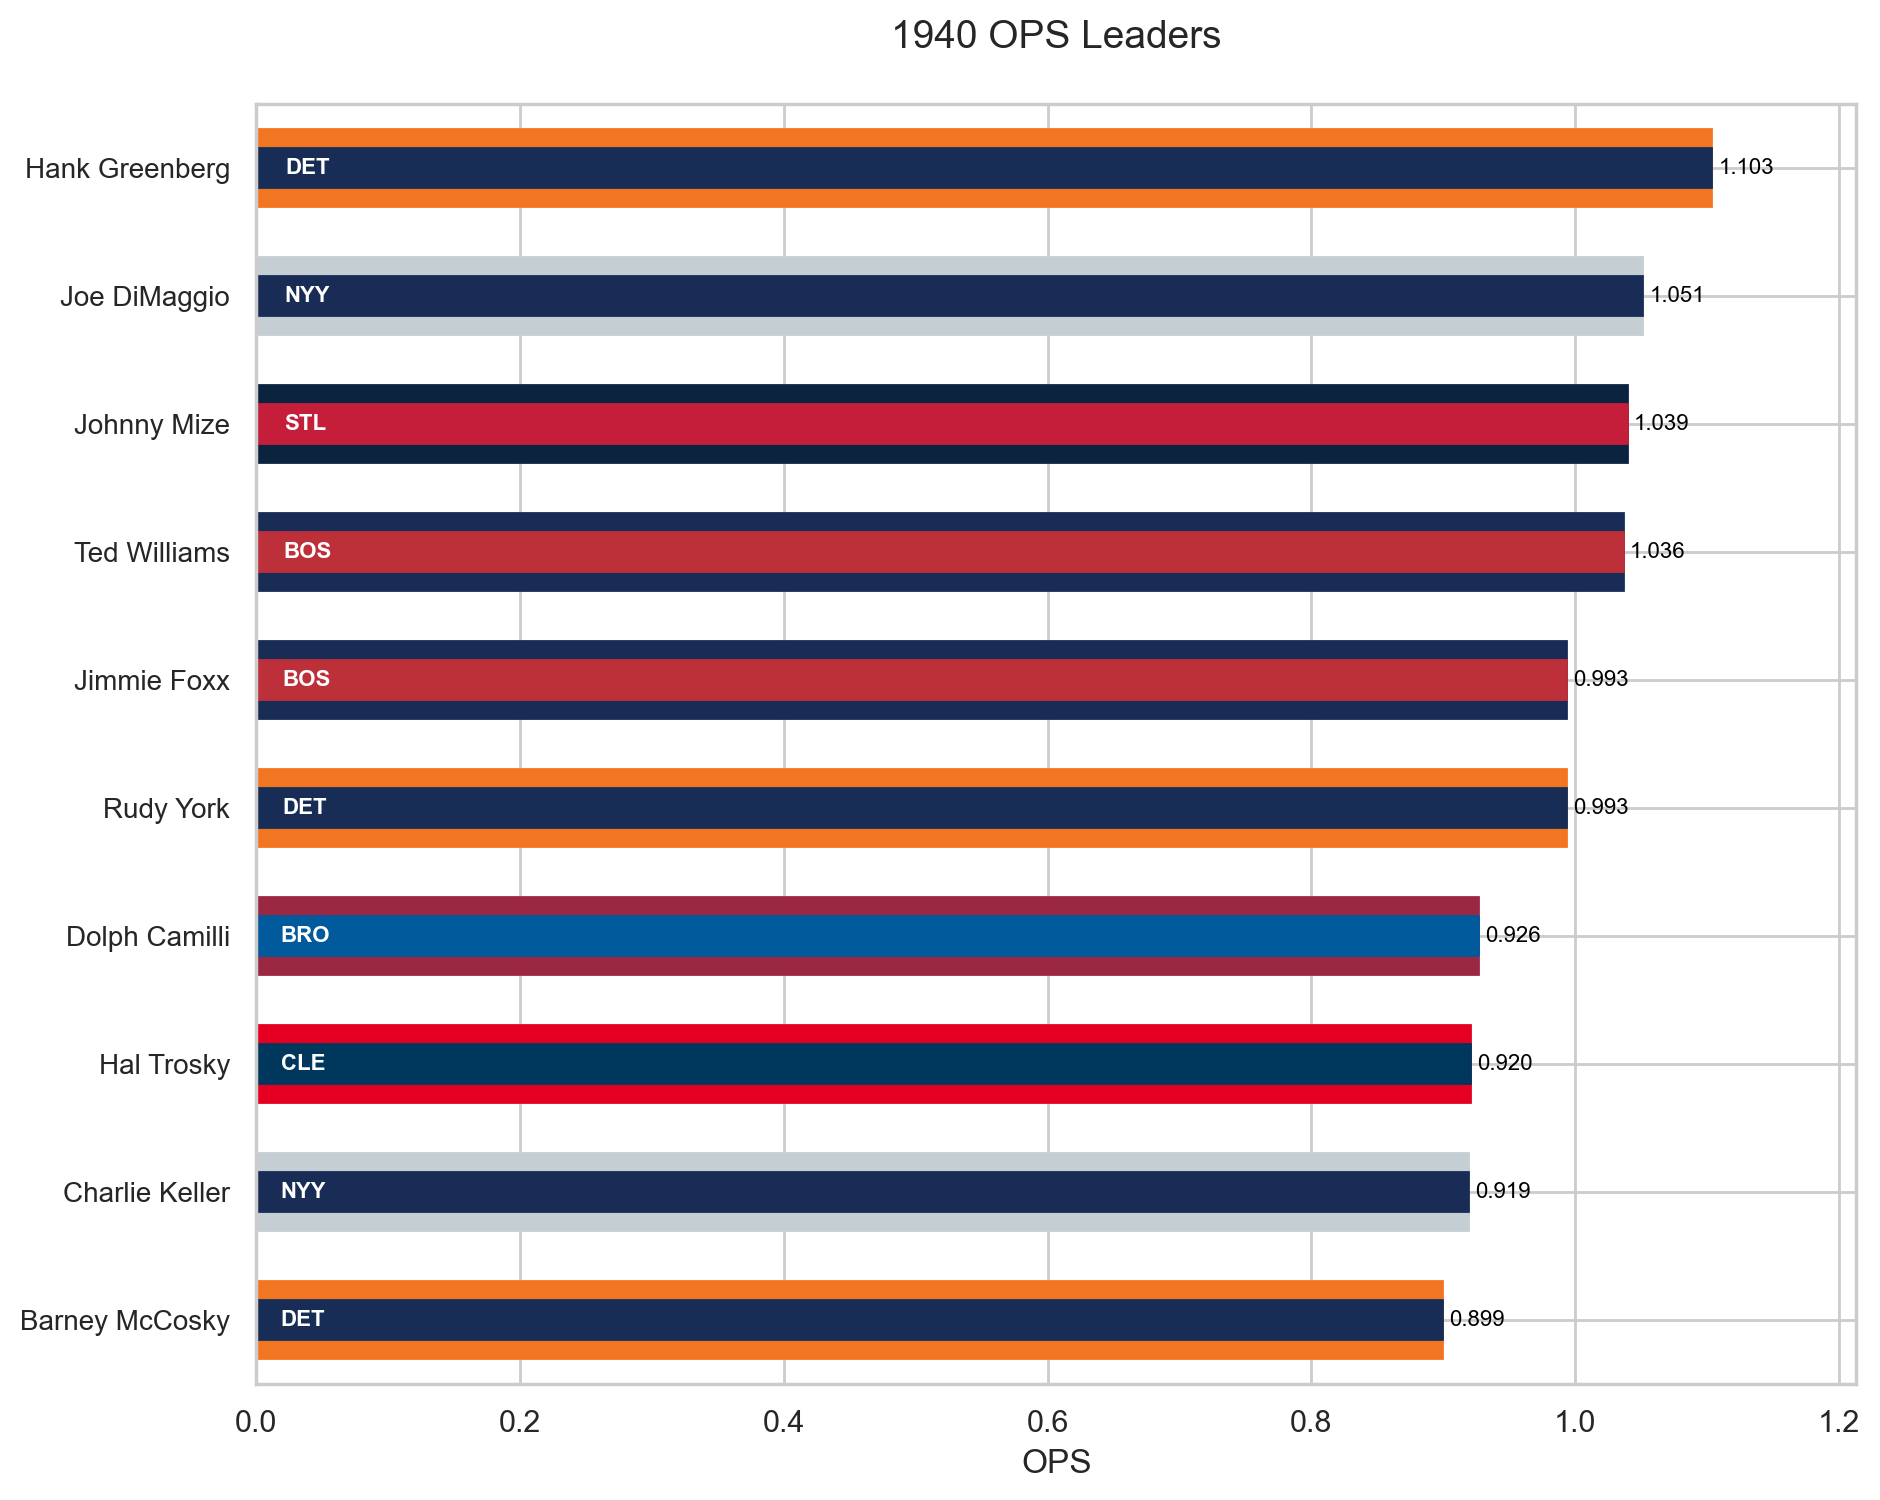 1940 OPS Leaders
Hank Greenberg DET 1.103
Joe DiMaggio NYY 1.051
Johnny Mize STL 1.039
Ted Williams BOS 1.036
Jimmie Foxx BOS 0.993
Rudy York DET 0.993
Dolph Camilli BRO 0.926
Hal Trosky CLE 0.920
Charlie Keller NYY 0.919
Barney McCosky DET 0.899
0.0 0.2 0.4 0.6 0.8 1.0 1.2
OPS